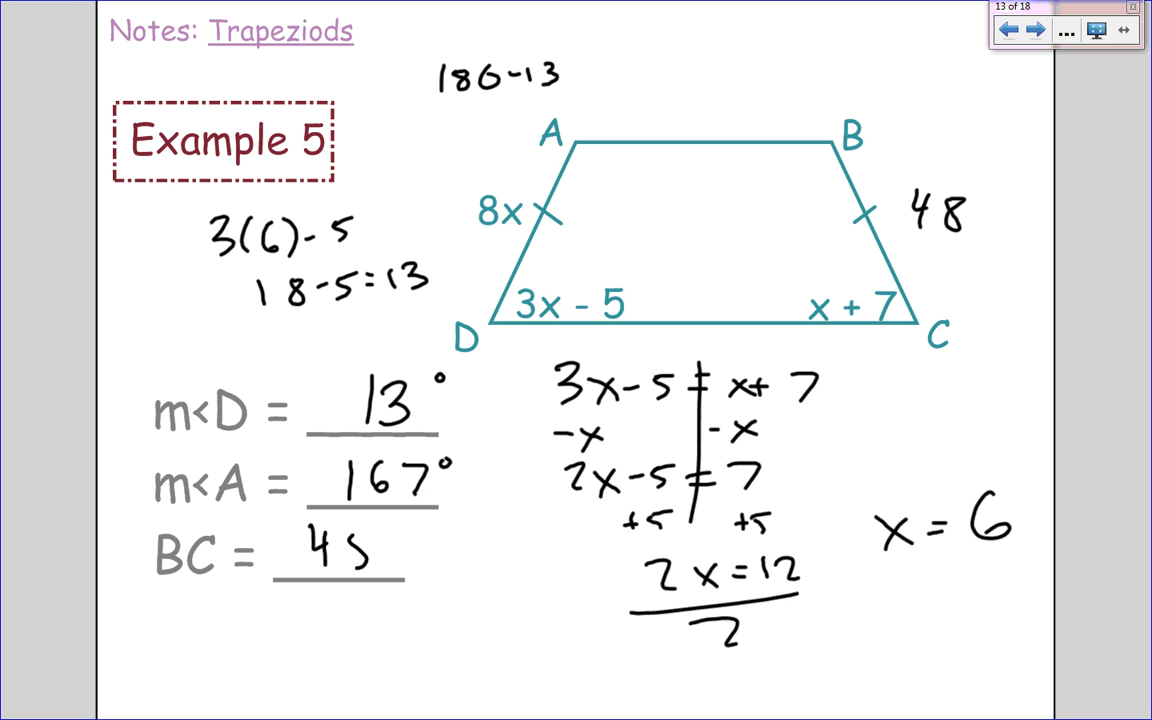 13 of 18
Notes: Trapeziods
180-13
Example 5
A
B
8x
48
3(6)-5
18-5=13
3x - 5
x + 7
D
C
3x-5 = x+ 7
m<D = 13°
-x -x
m<A = 167°
2x-5 = 7
+5 +5
x = 6
BC =
2x=12
2